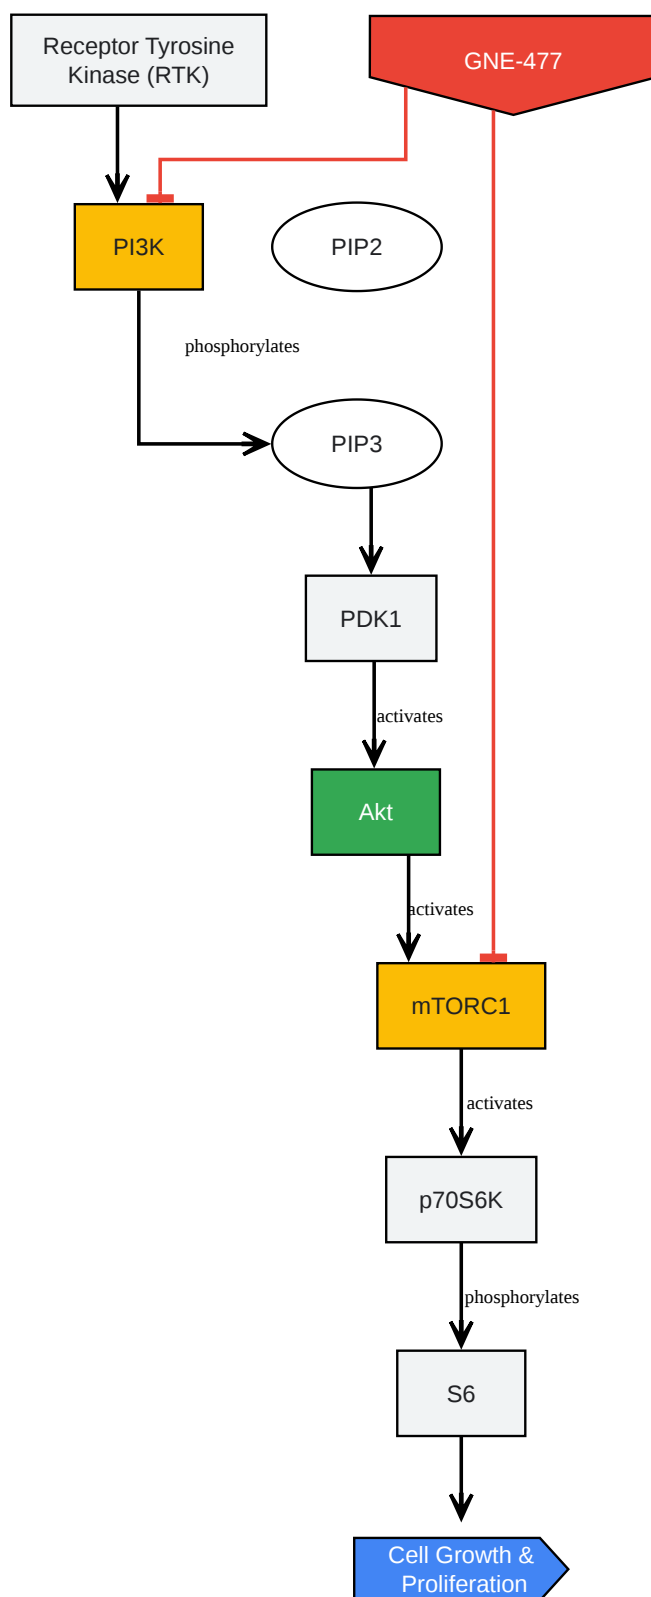 Receptor Tyrosine
Kinase (RTK)
GNE-477
PI3K
PIP2
phosphorylates
PIP3
PDK1
activates
Akt
activates
mTORC1
activates
p70S6K
phosphorylates
S6
Cell Growth &
Proliferation